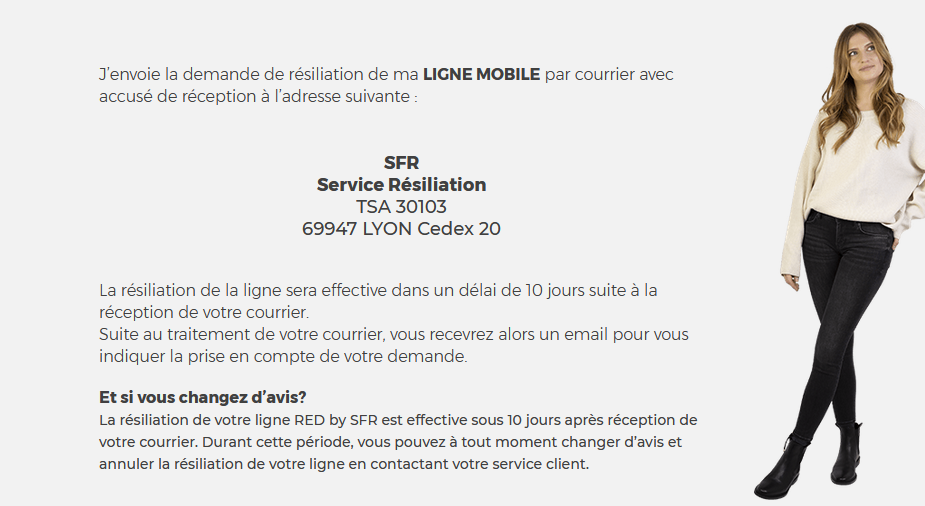 J'envoie la demande de résiliation de ma LIGNE MOBILE par courrier avec
accusé de réception à l'adresse suivante :
SFR
Service Résiliation
TSA 30103
69947 LYON Cedex 20
La résiliation de la ligne sera effective dans un délai de 10 jours suite à la
réception de votre courrier.
Suite au traitement de votre courrier, vous recevrez alors un email pour vous
indiquer la prise en compte de votre demande.
Et si vous changez d'avis?
La résiliation de votre ligne RED by SFR est effective sous 10 jours après réception de
votre courrier. Durant cette période, vous pouvez à tout moment changer d'avis et
annuler la résiliation de votre ligne en contactant votre service client.